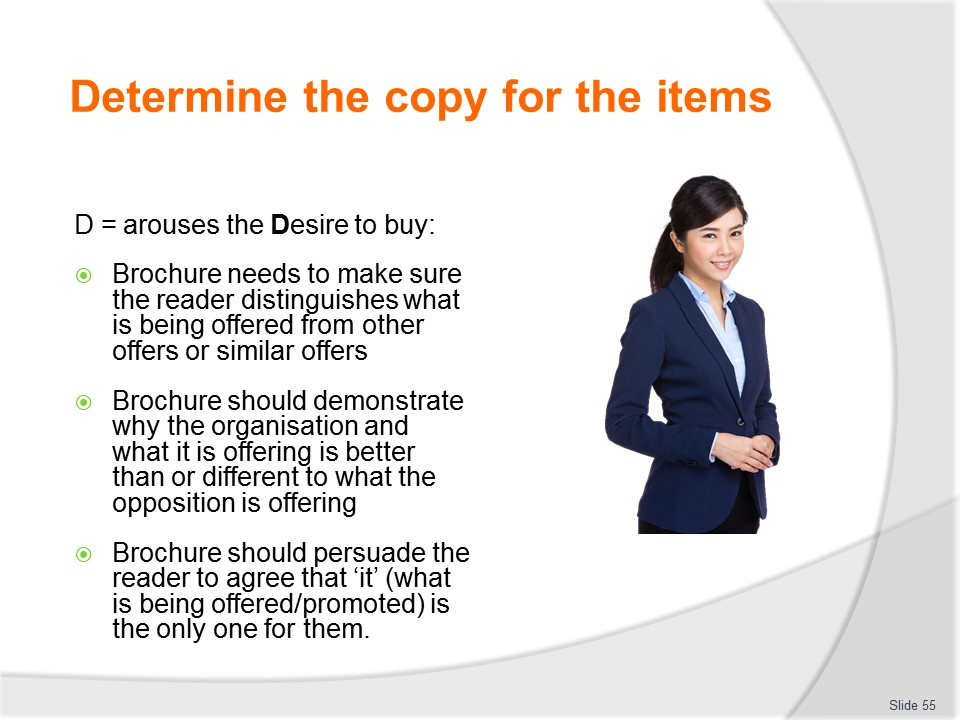 Determine the copy for the items
D = arouses the Desire to buy:
Brochure needs to make sure
the reader distinguishes what
is being offered from other
offers or similar offers
Brochure should demonstrate
why the organisation and
what it is offering is better
than or different to what the
opposition is offering
Brochure should persuade the
reader to agree that ‘it’ (what
is being offered/promoted) is
the only one for them.
Slide 55